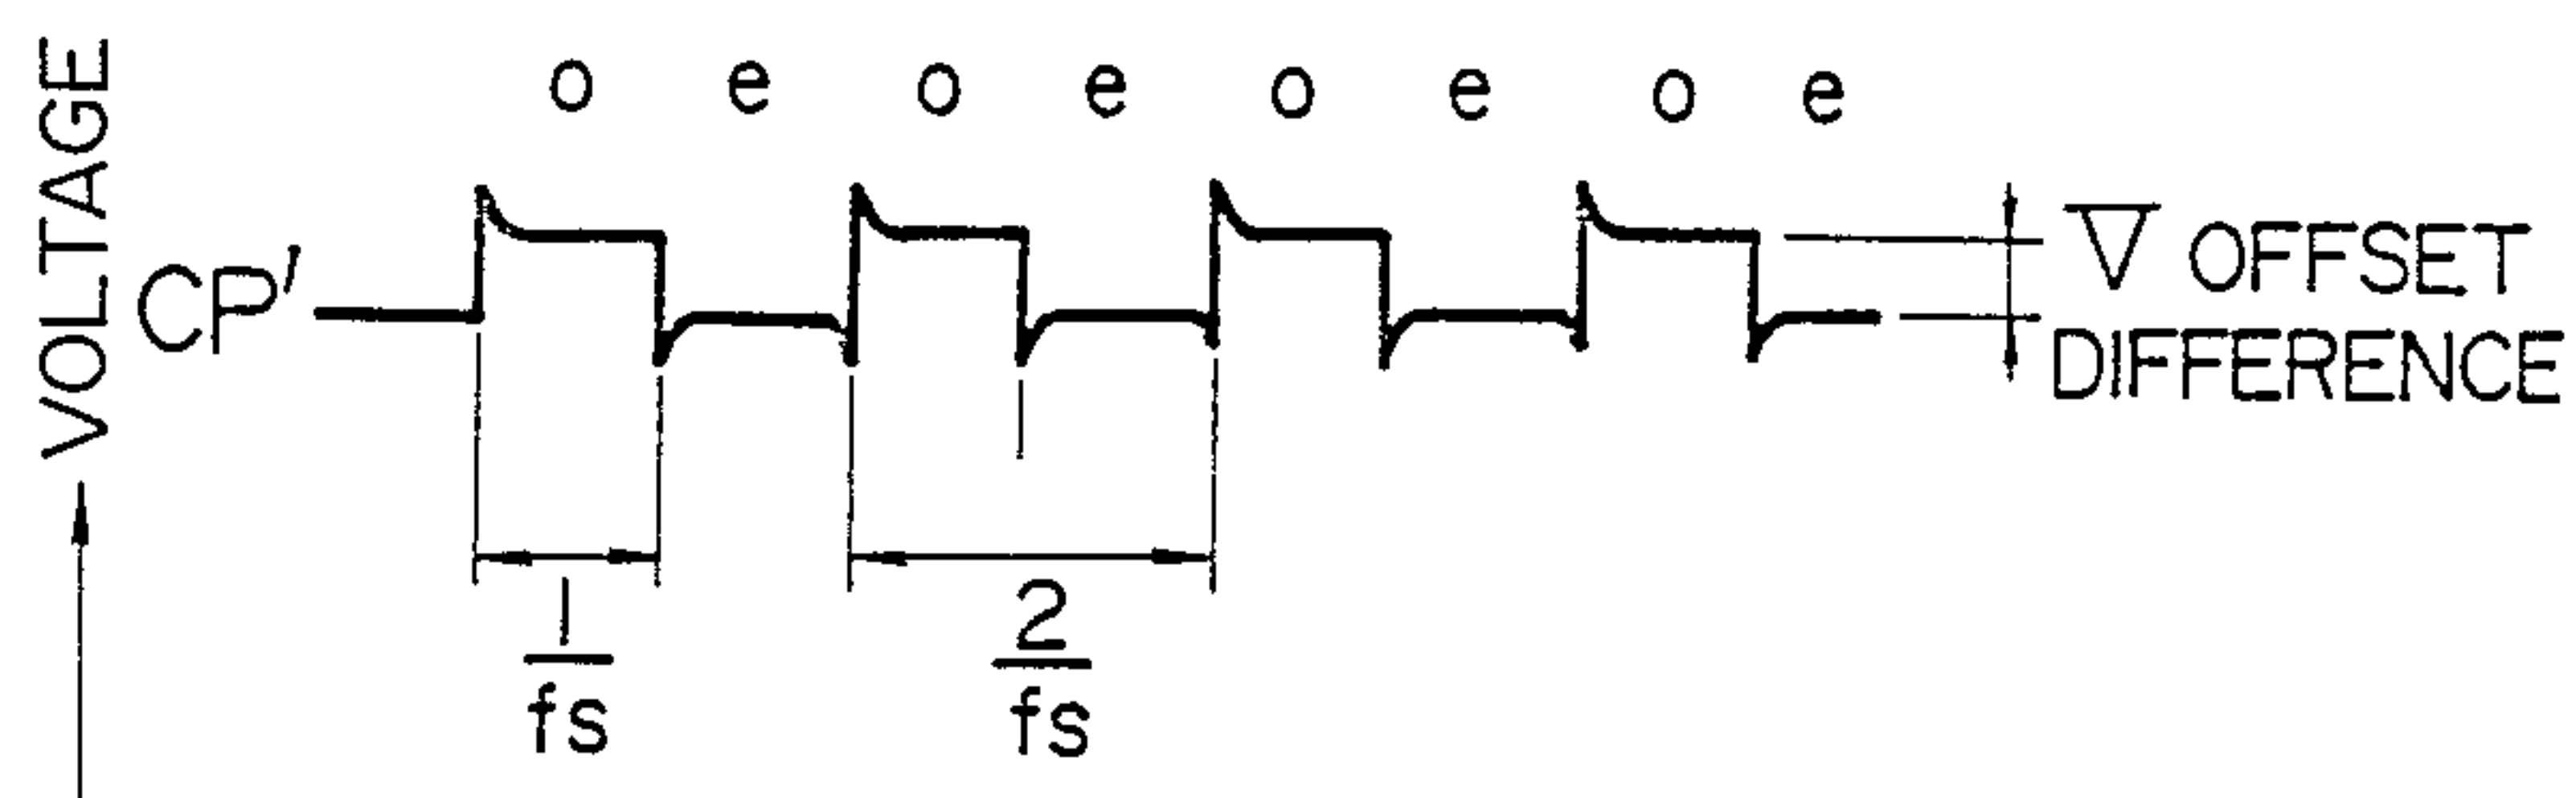 VOLTAGE
o e o e o e o e
CP'
V OFFSET
DIFFERENCE
1
fs
2
fs